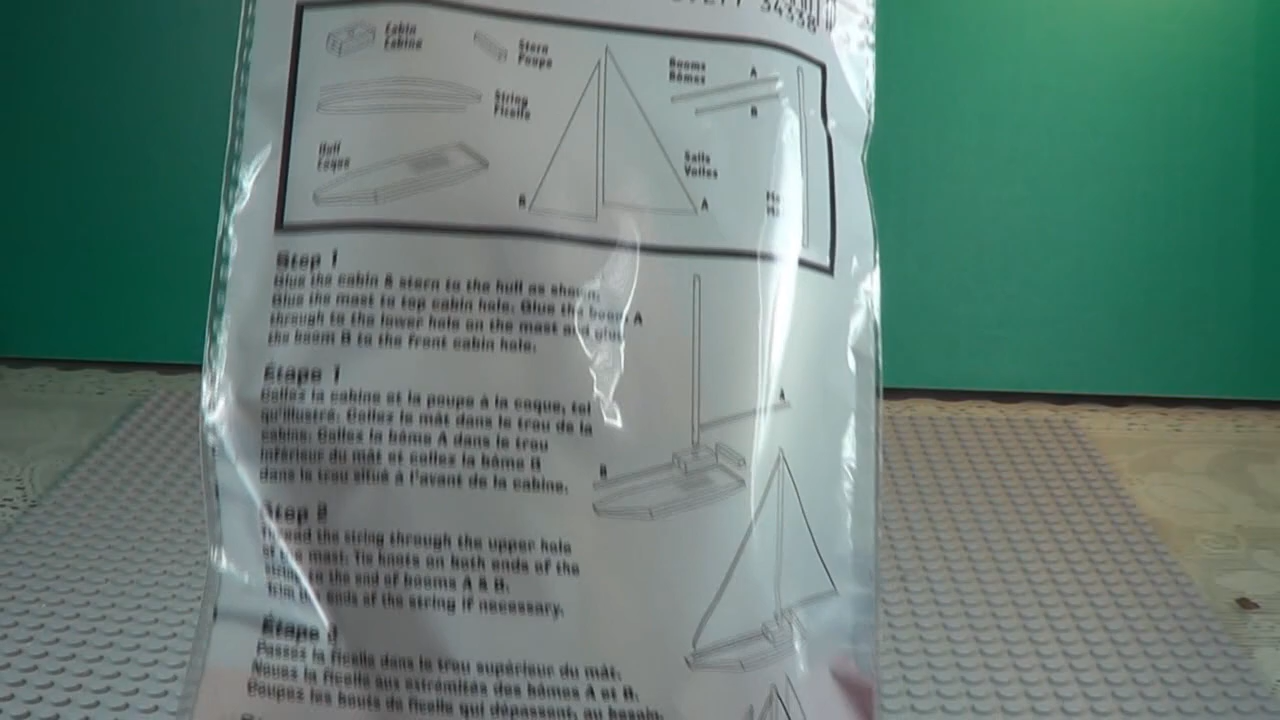 Cabin
Cabine
Stern
Poupe
Booms
Bômes
A
B
String
Ficelle
Hull
Coque
Sails
Voiles
B
A
Step 1
Glue the cabin & stern to the hull as shown.
Glue the mast to top cabin hole. Glue the boom A
through to the lower hole on the mast and glue
the boom B to the front cabin hole.
Étape 1
Collez la cabine et la poupe à la coque, tel
qu'illustré. Collez le mât dans le trou de la
cabine. Collez la bôme A dans le trou
inférieur du mât et collez la bôme B
dans le trou situé à l'avant de la cabine.
A
B
Step 2
Thread the string through the upper hole
of the mast. Tie knots on both ends of the
string to the end of booms A & B.
Trim the ends of the string if necessary.
Étape
Passez la ficelle dans le trou supérieur du mât.
Nouez la ficelle aux extrémités des bômes A et B.
Coupez les bouts de ficelle qui dépassent, au besoin.